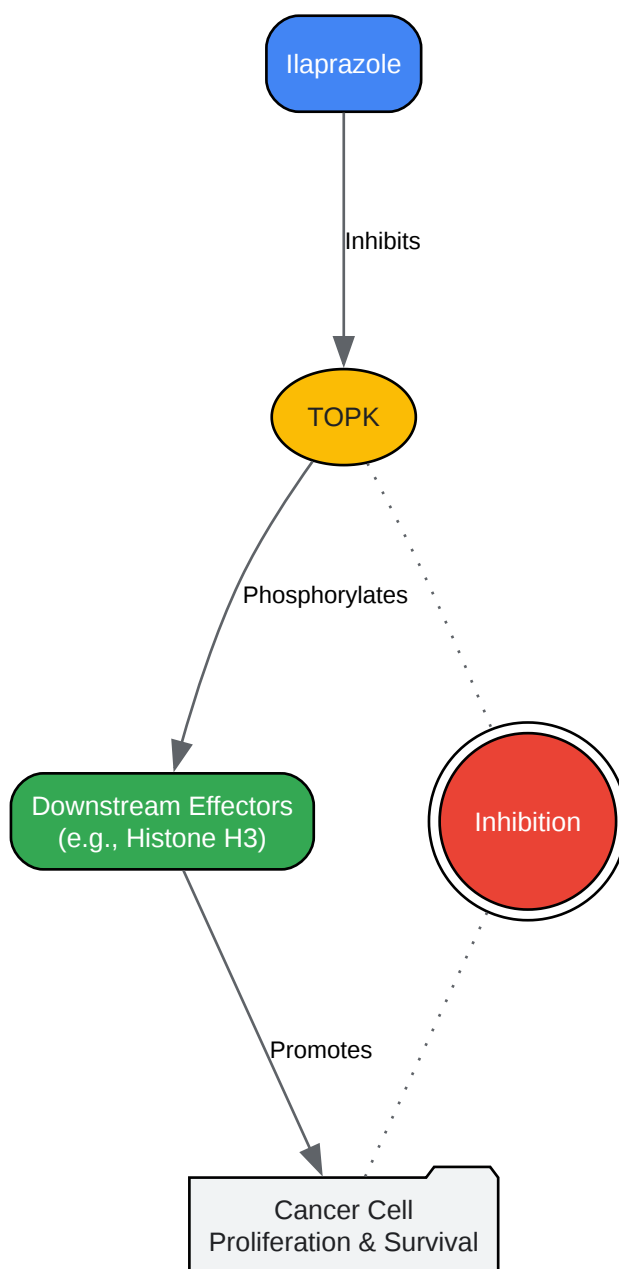 Ilaprazole
Inhibits
TOPK
Phosphorylates
Downstream Effectors
(e.g., Histone H3)
Inhibition
Promotes
Cancer Cell
Proliferation & Survival